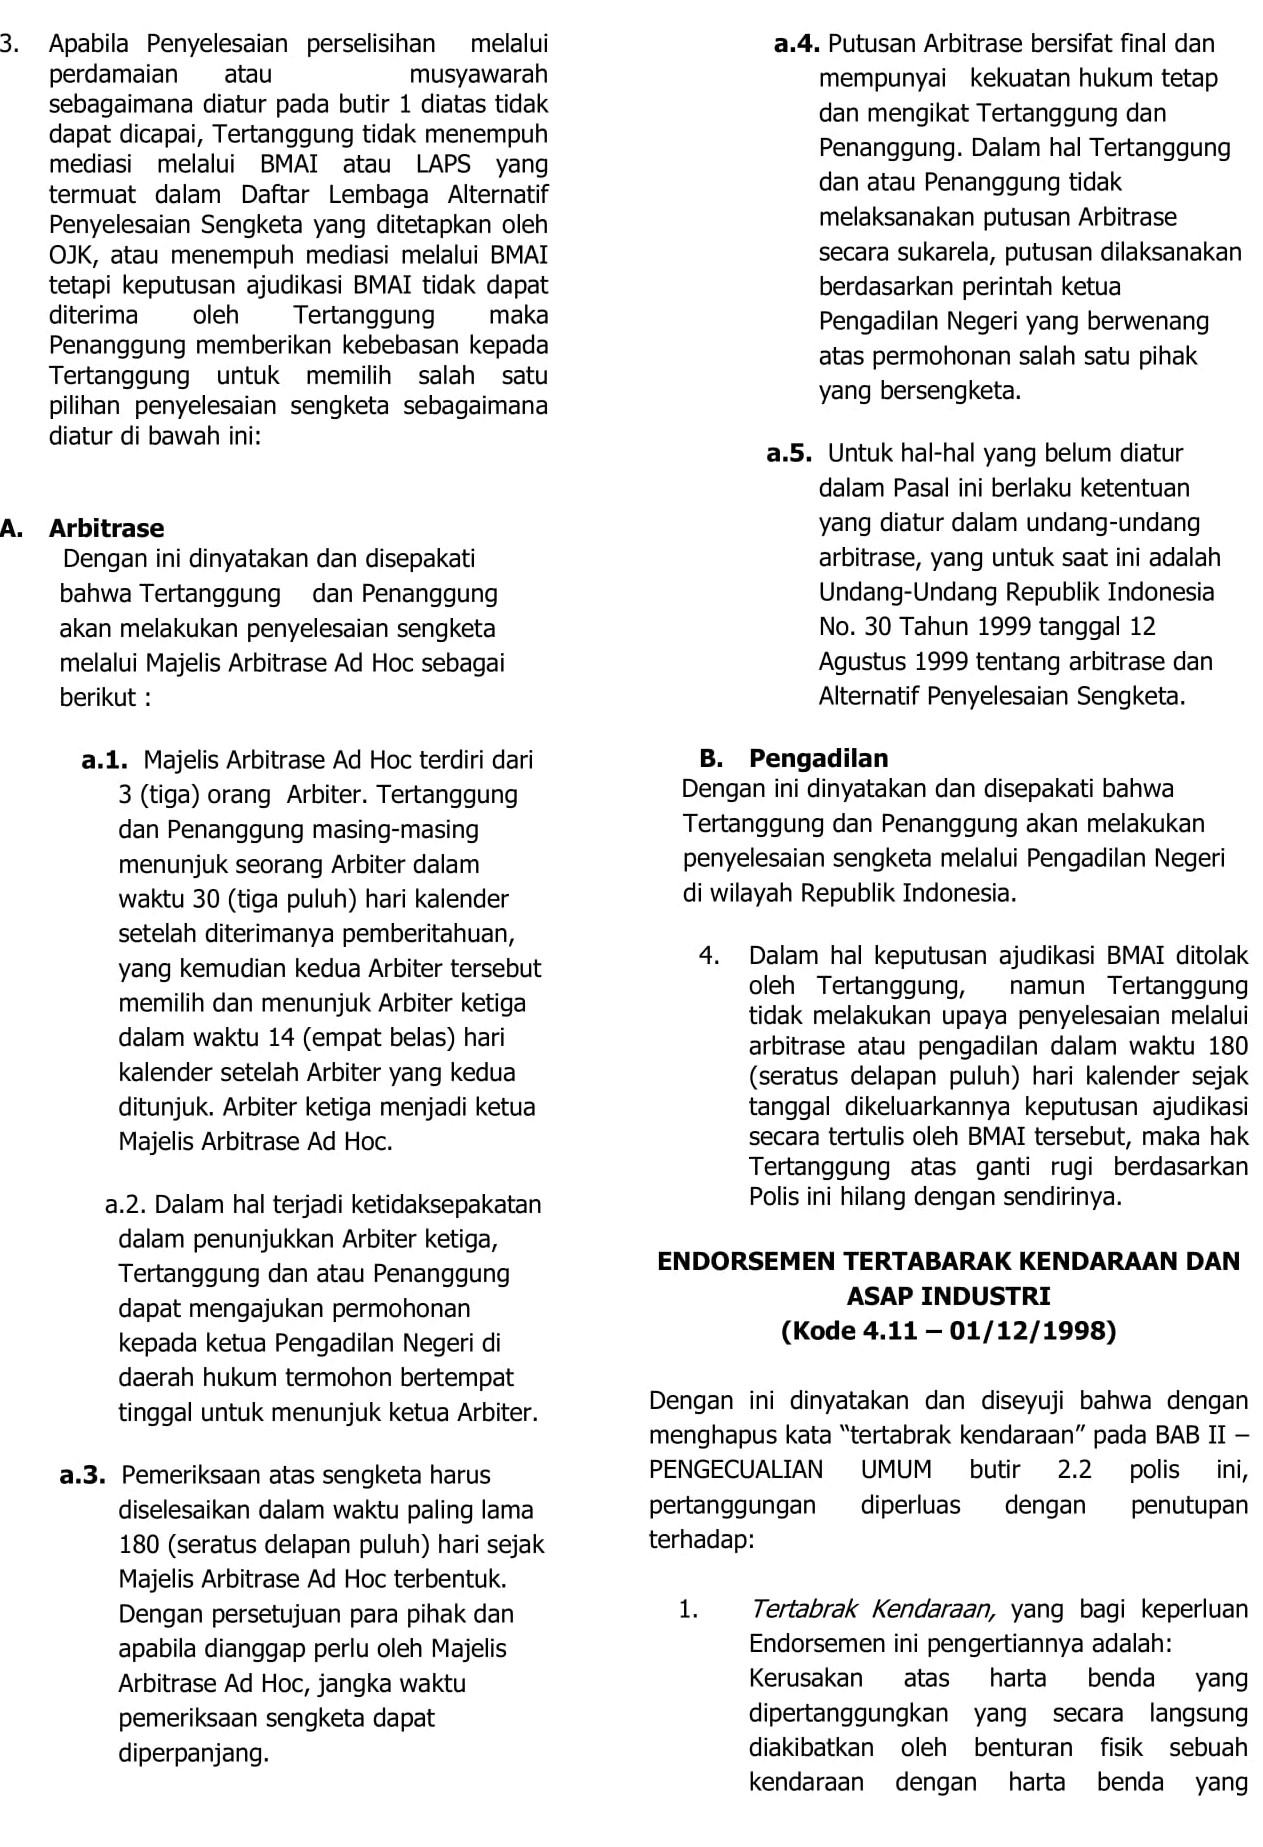 3. Apabila Penyelesaian perselisihan melalui
perdamaian atau musyawarah
sebagaimana diatur pada butir 1 diatas tidak
dapat dicapai, Tertanggung tidak menempuh
mediasi melalui BMAI atau LAPS yang
termuat dalam Daftar Lembaga Alternatif
Penyelesaian Sengketa yang ditetapkan oleh
OJK, atau menempuh mediasi melalui BMAI
tetapi keputusan ajudikasi BMAI tidak dapat
diterima oleh Tertanggung maka
Penanggung memberikan kebebasan kepada
Tertanggung untuk memilih salah satu
pilihan penyelesaian sengketa sebagaimana
diatur di bawah ini:
A. Arbitrase
Dengan ini dinyatakan dan disepakati
bahwa Tertanggung dan Penanggung
akan melakukan penyelesaian sengketa
melalui Majelis Arbitrase Ad Hoc sebagai
berikut :
a.1. Majelis Arbitrase Ad Hoc terdiri dari
3 (tiga) orang Arbiter. Tertanggung
dan Penanggung masing-masing
menunjuk seorang Arbiter dalam
waktu 30 (tiga puluh) hari kalender
setelah diterimanya pemberitahuan,
yang kemudian kedua Arbiter tersebut
memilih dan menunjuk Arbiter ketiga
dalam waktu 14 (empat belas) hari
kalender setelah Arbiter yang kedua
ditunjuk. Arbiter ketiga menjadi ketua
Majelis Arbitrase Ad Hoc.
a.2. Dalam hal terjadi ketidaksepakatan
dalam penunjukkan Arbiter ketiga,
Tertanggung dan atau Penanggung
dapat mengajukan permohonan
kepada ketua Pengadilan Negeri di
daerah hukum termohon bertempat
tinggal untuk menunjuk ketua Arbiter.
a.3. Pemeriksaan atas sengketa harus
diselesaikan dalam waktu paling lama
180 (seratus delapan puluh) hari sejak
Majelis Arbitrase Ad Hoc terbentuk.
Dengan persetujuan para pihak dan
apabila dianggap perlu oleh Majelis
Arbitrase Ad Hoc, jangka waktu
pemeriksaan sengketa dapat
diperpanjang.
a.4. Putusan Arbitrase bersifat final dan
mempunyai kekuatan hukum tetap
dan mengikat Tertanggung dan
Penanggung. Dalam hal Tertanggung
dan atau Penanggung tidak
melaksanakan putusan Arbitrase
secara sukarela, putusan dilaksanakan
berdasarkan perintah ketua
Pengadilan Negeri yang berwenang
atas permohonan salah satu pihak
yang bersengketa.
a.5. Untuk hal-hal yang belum diatur
dalam Pasal ini berlaku ketentuan
yang diatur dalam undang-undang
arbitrase, yang untuk saat ini adalah
Undang-Undang Republik Indonesia
No. 30 Tahun 1999 tanggal 12
Agustus 1999 tentang arbitrase dan
Alternatif Penyelesaian Sengketa.
B. Pengadilan
Dengan ini dinyatakan dan disepakati bahwa
Tertanggung dan Penanggung akan melakukan
penyelesaian sengketa melalui Pengadilan Negeri
di wilayah Republik Indonesia.
4. Dalam hal keputusan ajudikasi BMAI ditolak
oleh Tertanggung, namun Tertanggung
tidak melakukan upaya penyelesaian melalui
arbitrase atau pengadilan dalam waktu 180
(seratus delapan puluh) hari kalender sejak
tanggal dikeluarkannya keputusan ajudikasi
secara tertulis oleh BMAI tersebut, maka hak
Tertanggung atas ganti rugi berdasarkan
Polis ini hilang dengan sendirinya.
ENDORSEMEN TERTABARAK KENDARAAN DAN
ASAP INDUSTRI
(Kode 4.11 – 01/12/1998)
Dengan ini dinyatakan dan diseyuji bahwa dengan
menghapus kata “tertabrak kendaraan” pada BAB II –
PENGECUALIAN UMUM butir 2.2 polis ini,
pertanggungan diperluas dengan penutupan
terhadap:
1. Tertabrak Kendaraan, yang bagi keperluan
Endorsemen ini pengertiannya adalah:
Kerusakan atas harta benda yang
dipertanggungkan yang secara langsung
diakibatkan oleh benturan fisik sebuah
kendaraan dengan harta benda yang